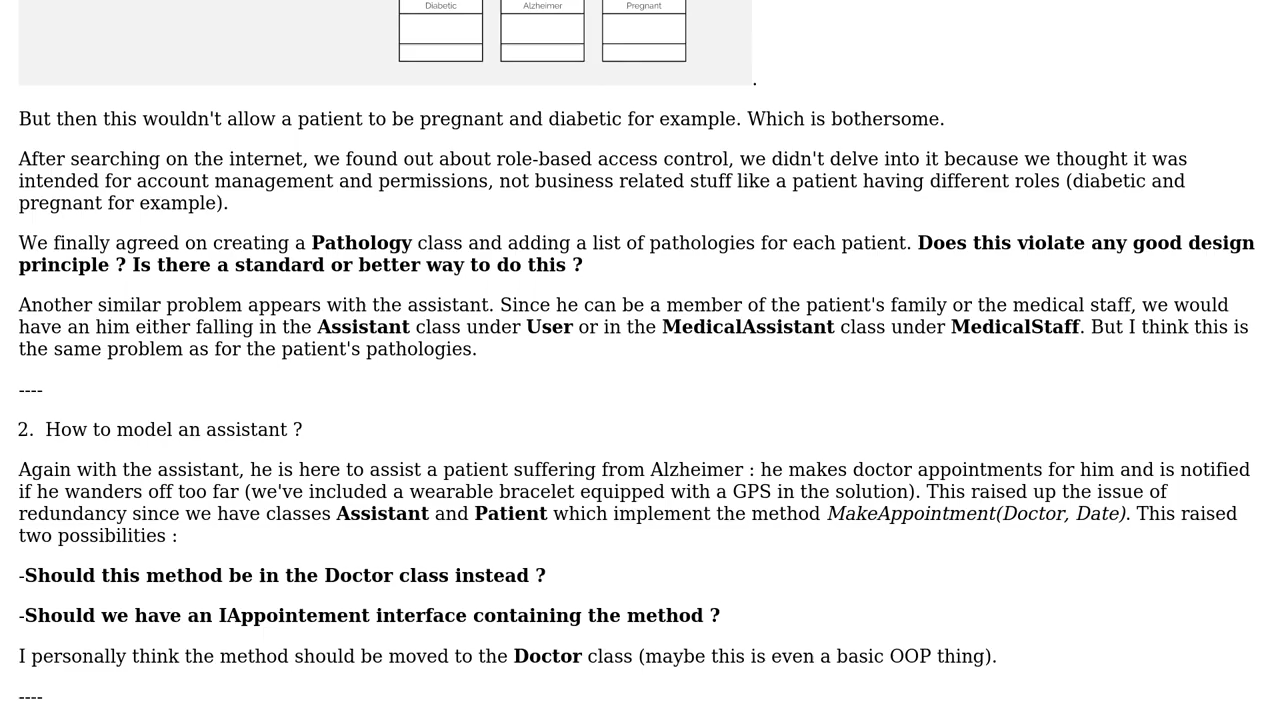 Diabetic Alzheimer Pregnant
.
But then this wouldn't allow a patient to be pregnant and diabetic for example. Which is bothersome.
After searching on the internet, we found out about role-based access control, we didn't delve into it because we thought it was
intended for account management and permissions, not business related stuff like a patient having different roles (diabetic and
pregnant for example).
We finally agreed on creating a Pathology class and adding a list of pathologies for each patient. Does this violate any good design
principle ? Is there a standard or better way to do this ?
Another similar problem appears with the assistant. Since he can be a member of the patient's family or the medical staff, we would
have an him either falling in the Assistant class under User or in the MedicalAssistant class under MedicalStaff. But I think this is
the same problem as for the patient's pathologies.
----
2. How to model an assistant ?
Again with the assistant, he is here to assist a patient suffering from Alzheimer : he makes doctor appointments for him and is notified
if he wanders off too far (we've included a wearable bracelet equipped with a GPS in the solution). This raised up the issue of
redundancy since we have classes Assistant and Patient which implement the method MakeAppointment(Doctor, Date). This raised
two possibilities :
-Should this method be in the Doctor class instead ?
-Should we have an IAppointement interface containing the method ?
I personally think the method should be moved to the Doctor class (maybe this is even a basic OOP thing).
----